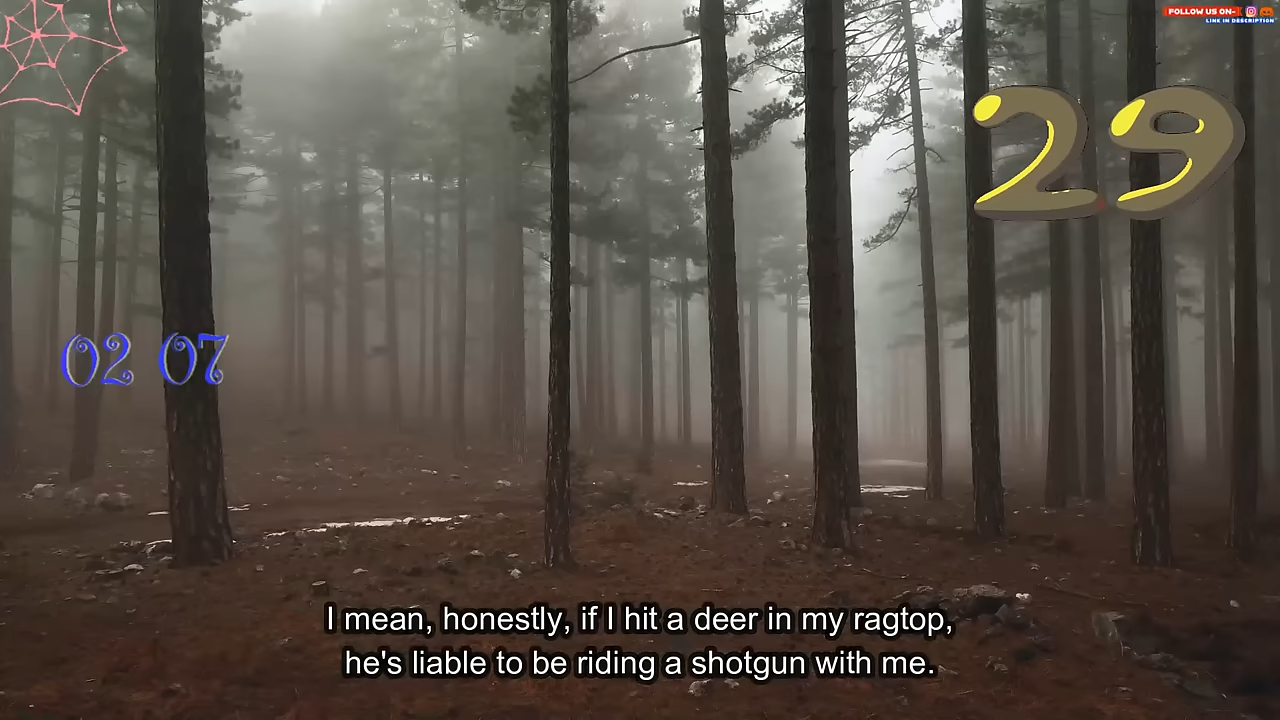 FOLLOW US ON-
LINK IN DESCRIPTION
29
02 07
I mean, honestly, if I hit a deer in my ragtop,
he's liable to be riding a shotgun with me.